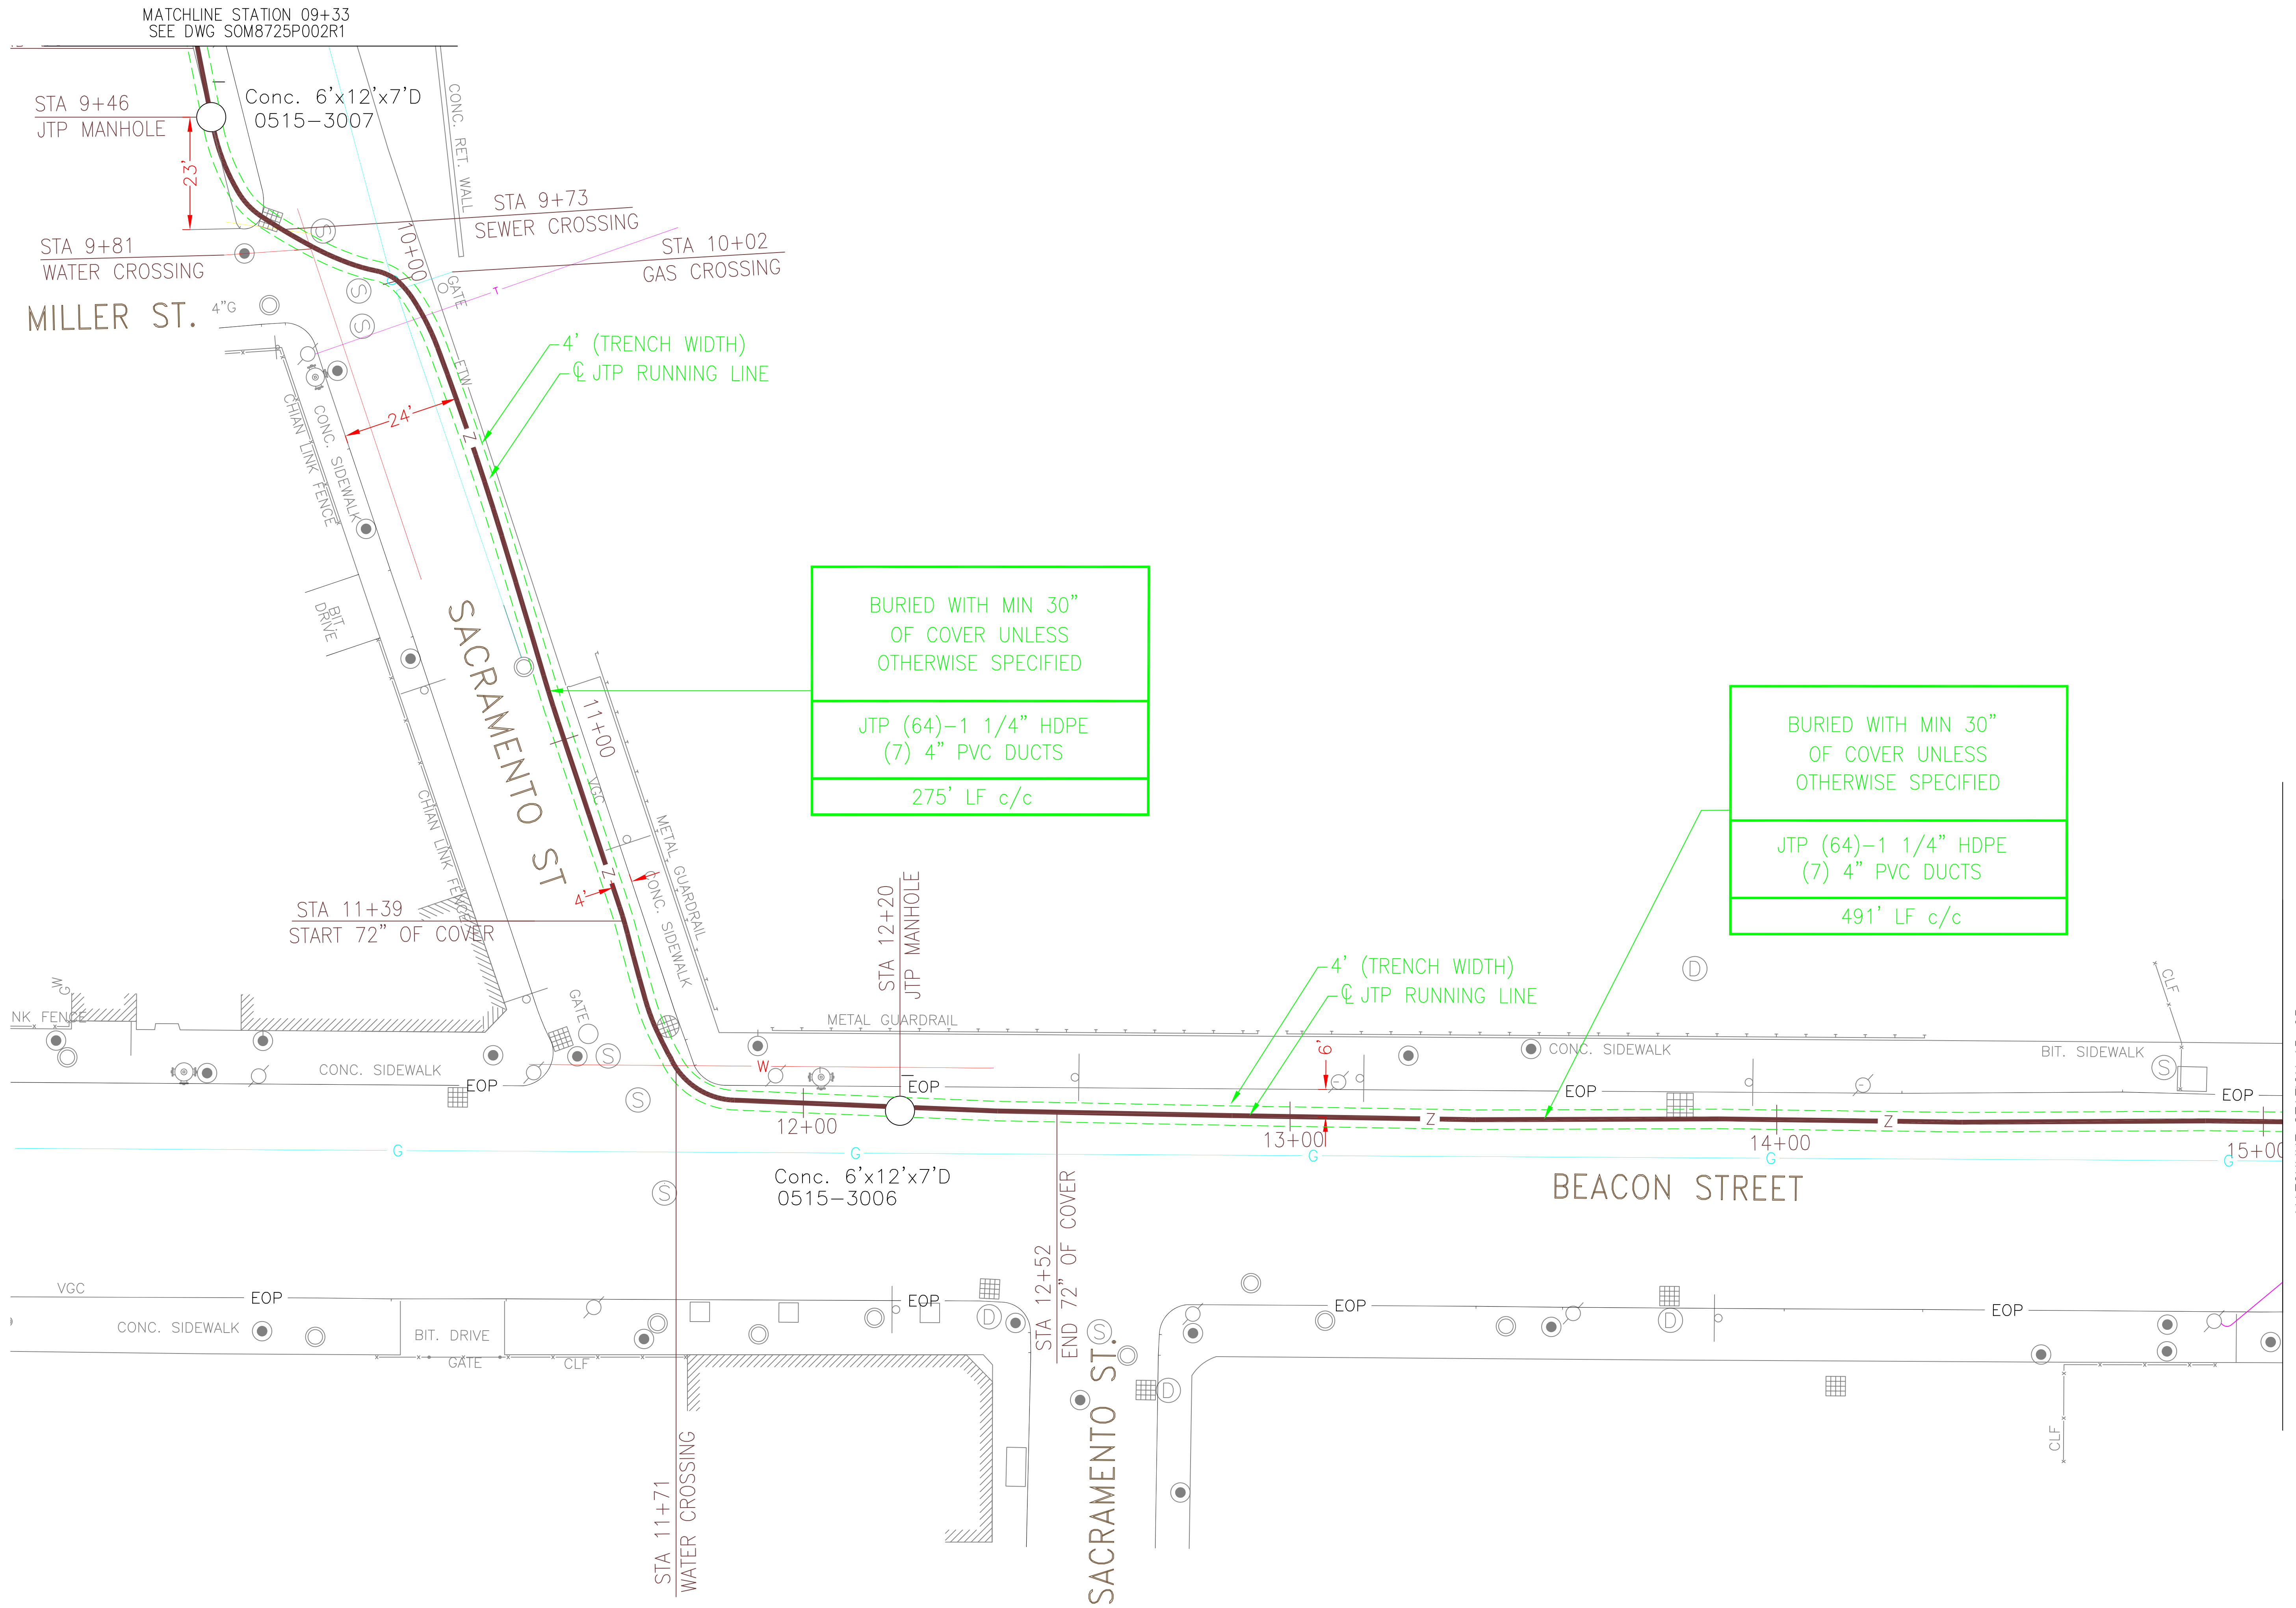 MATCHLINE STATION 09+33
SEE DWG SOM8725P002R1
STA 9+46
JTP MANHOLE
Conc. 6'x12'x7'D
0515-3007
CONC. RET. WALL
23'
STA 9+73
SEWER CROSSING
STA 9+81
WATER CROSSING
10+00
STA 10+02
GAS CROSSING
GATE
S
S
S
T
MILLER ST.
4"G
4' (TRENCH WIDTH)
℄ JTP RUNNING LINE
ETW
24'
Z
CHIAN LINK FENCE
CONC. SIDEWALK
BIT.
DRIVE
SACRAMENTO ST
BURIED WITH MIN 30"
OF COVER UNLESS
OTHERWISE SPECIFIED
JTP (64)-1 1/4" HDPE
(7) 4" PVC DUCTS
275' LF c/c
BURIED WITH MIN 30"
OF COVER UNLESS
OTHERWISE SPECIFIED
JTP (64)-1 1/4" HDPE
(7) 4" PVC DUCTS
491' LF c/c
11+00
VGC
METAL GUARDRAIL
CHIAN LINK FENCE
CONC. SIDEWALK
Z
4'
STA 11+39
START 72" OF COVER
STA 12+20
JTP MANHOLE
4' (TRENCH WIDTH)
℄ JTP RUNNING LINE
D
CLF
W
G
NK FENCE
GATE
METAL GUARDRAIL
6'
CONC. SIDEWALK
BIT. SIDEWALK
S
S
CONC. SIDEWALK
EOP
W
EOP
EOP
EOP
S
12+00
13+00
Z
14+00
Z
15+00
G
G
G
G
G
Conc. 6'x12'x7'D
0515-3006
S
BEACON STREET
STA 12+52
END 72" OF COVER
VGC
EOP
EOP
EOP
EOP
CONC. SIDEWALK
BIT. DRIVE
GATE
CLF
D
S
D
D
SACRAMENTO ST.
CLF
STA 11+71
WATER CROSSING